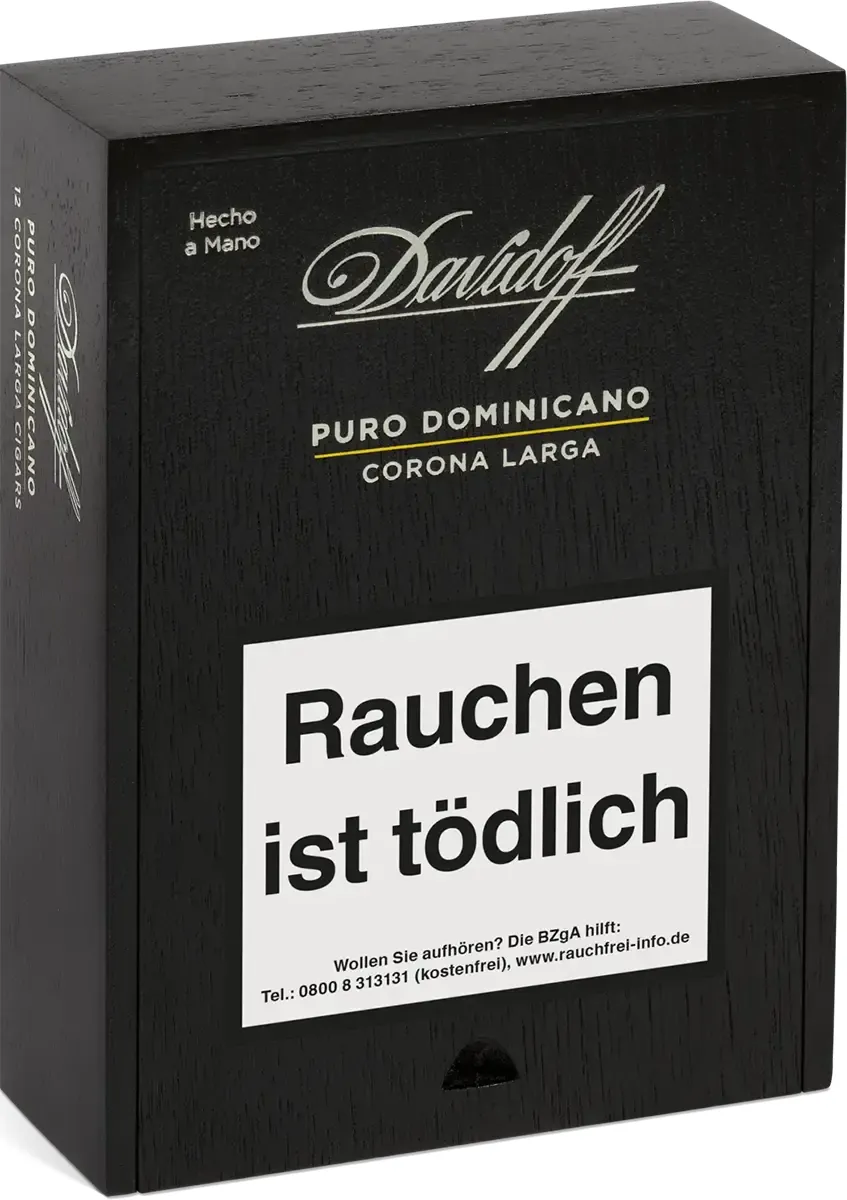 Hecho
a Mano
Davidoff
PURO DOMINICANO
CORONA LARGA
Rauchen
ist tödlich
Wollen Sie aufhören? Die BZgA hilft:
Tel.: 0800 8 313131 (kostenfrei), www.rauchfrei-info.de
Davidoff
PURO DOMINICANO
12 CORONA LARGA CIGARS